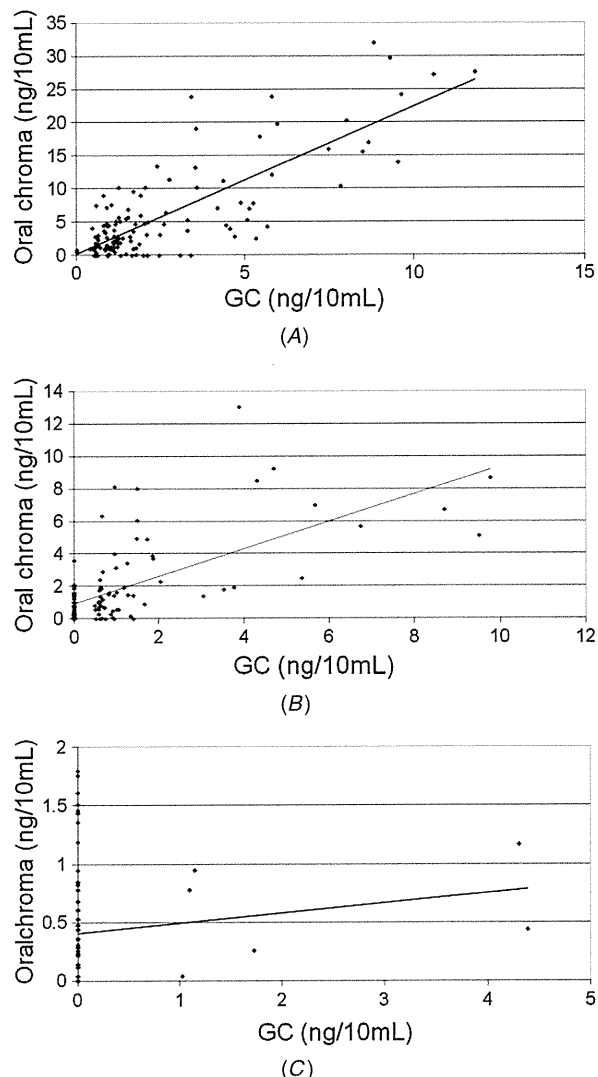 Oral chroma (ng/10mL)
35
30
25
20
15
10
5
0
0 5 10 15
GC (ng/10mL)
(A)
Oral chroma (ng/10mL)
14
12
10
8
6
4
2
0
0 2 4 6 8 10 12
GC (ng/10mL)
(B)
Oralchroma (ng/10mL)
2
1.5
1
0.5
0
0 1 2 3 4 5
GC (ng/10mL)
(C)